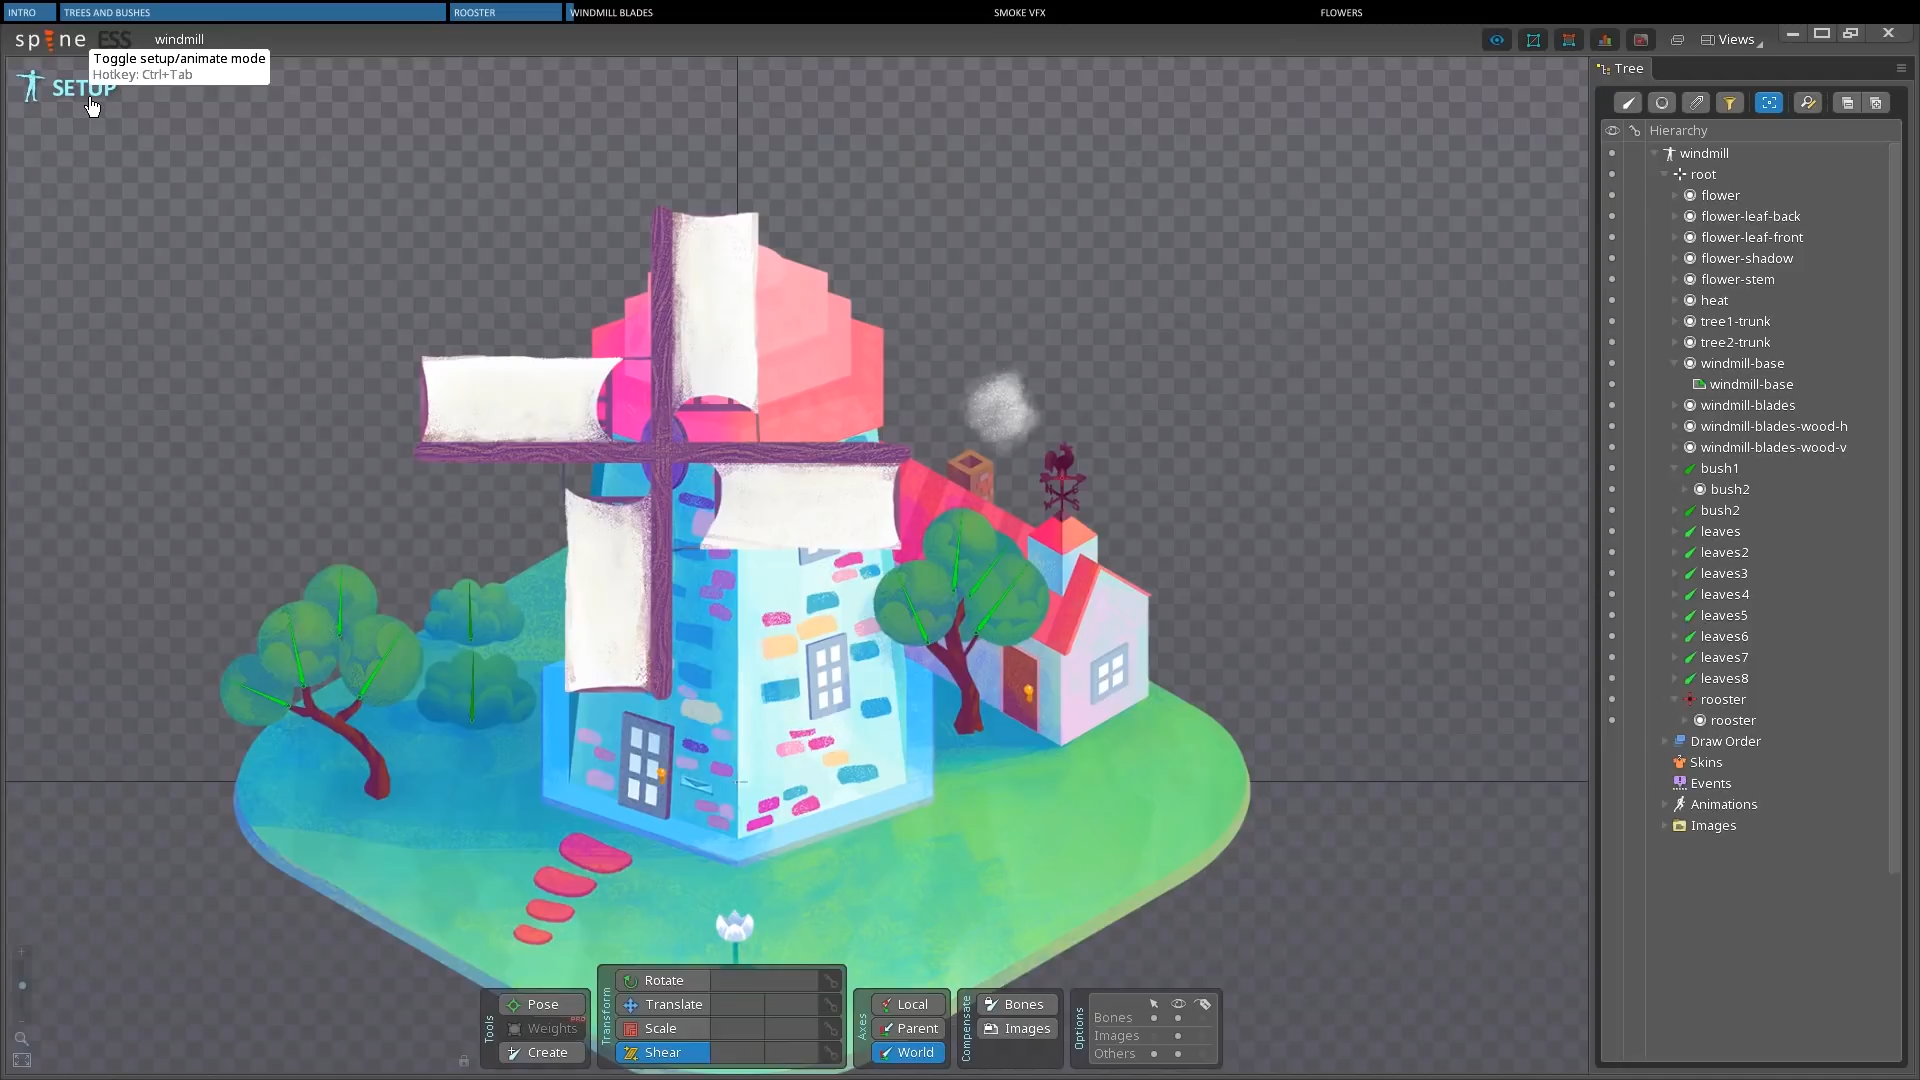 INTRO
TREES AND BUSHES
ROOSTER
WINDMILL BLADES
SMOKE VFX
FLOWERS
spine ESS
windmill
Views
Toggle setup/animate mode
Hotkey: Ctrl+Tab
SETUP
Tree
Hierarchy
windmill
root
flower
flower-leaf-back
flower-leaf-front
flower-shadow
flower-stem
heat
tree1-trunk
tree2-trunk
windmill-base
windmill-base
windmill-blades
windmill-blades-wood-h
windmill-blades-wood-v
bush1
bush2
bush2
leaves
leaves2
leaves3
leaves4
leaves5
leaves6
leaves7
leaves8
rooster
rooster
Draw Order
Skins
Events
Animations
Images
Tools
Pose
Weights
PRO
Create
Transform
Rotate
Translate
Scale
Shear
Axes
Local
Parent
World
Compensate
Bones
Images
Options
Bones
Images
Others